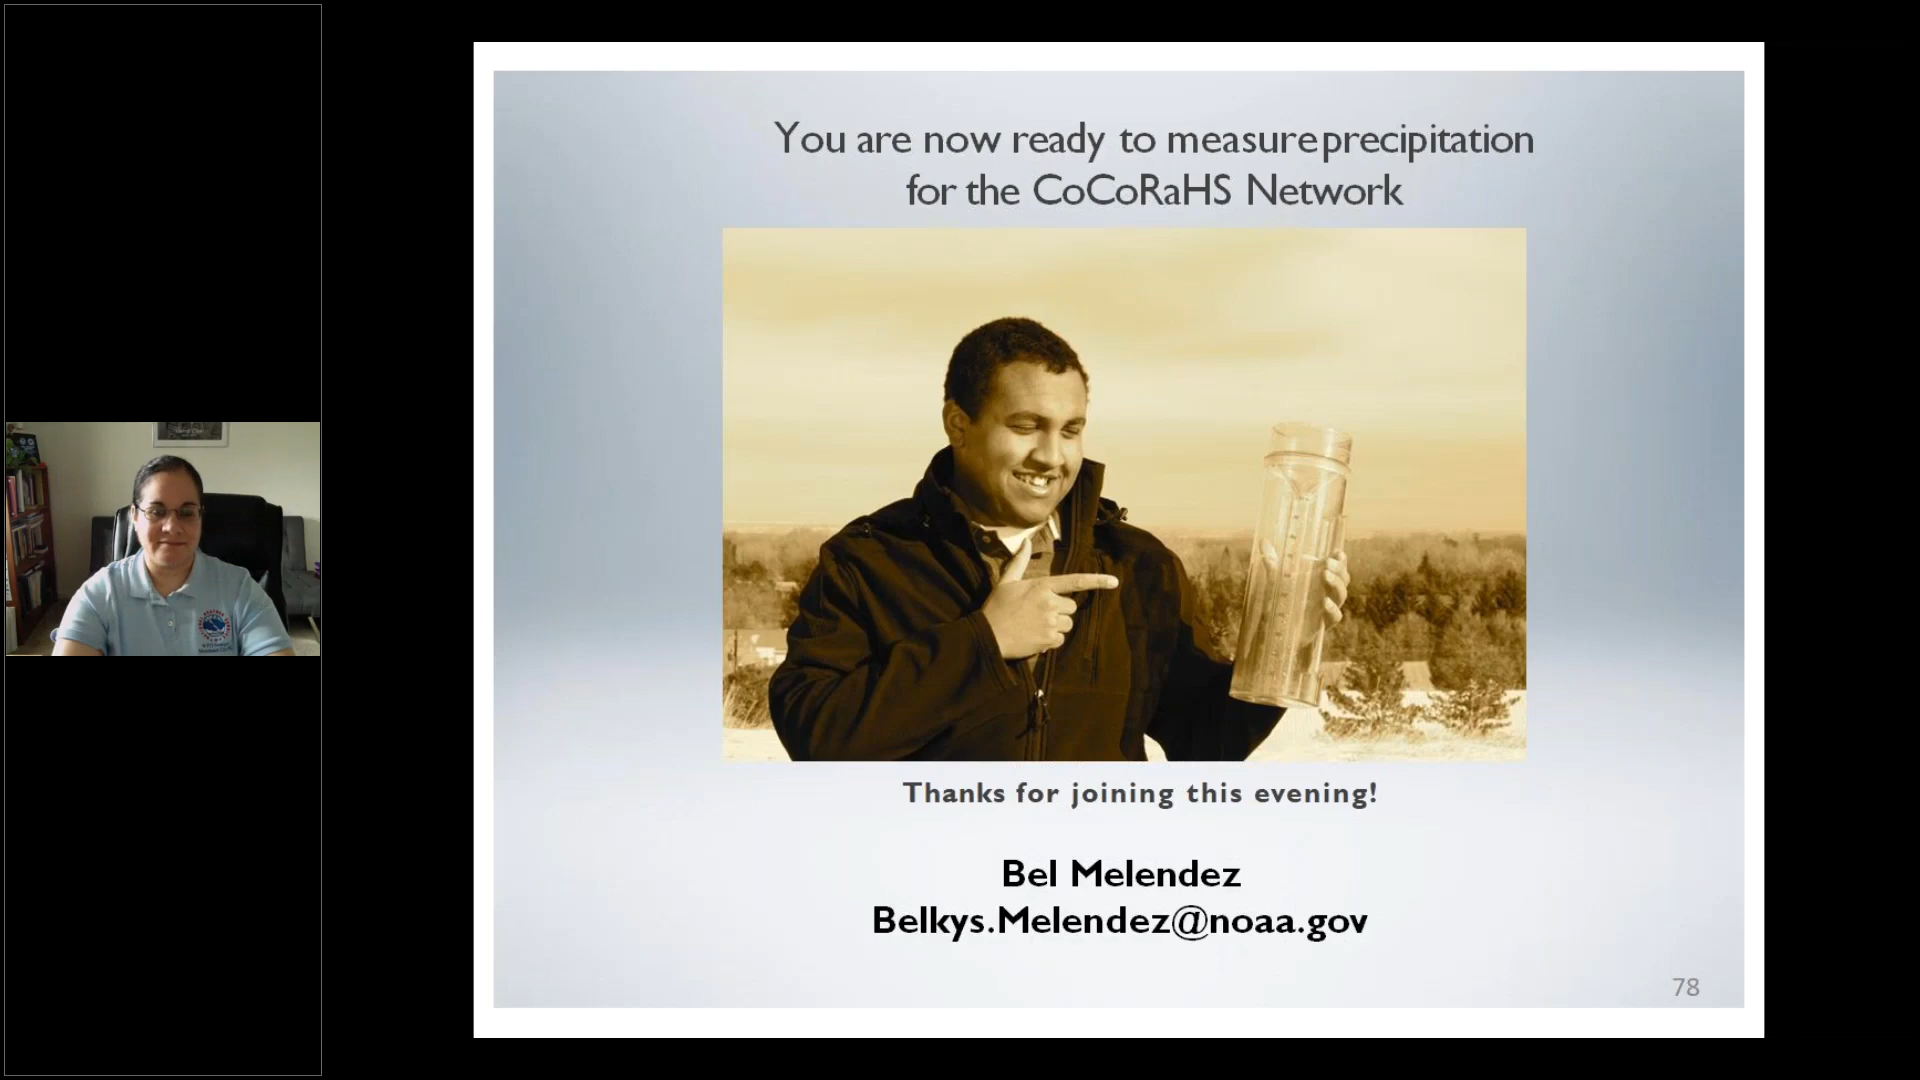 You are now ready to measure precipitation
for the CoCoRaHS Network
Thanks for joining this evening!
Bel Melendez
Belkys.Melendez@noaa.gov
78